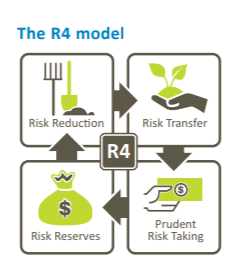 The R4 model
Risk Reduction
Risk Transfer
R4
$
$
Risk Reserves
Prudent
Risk Taking